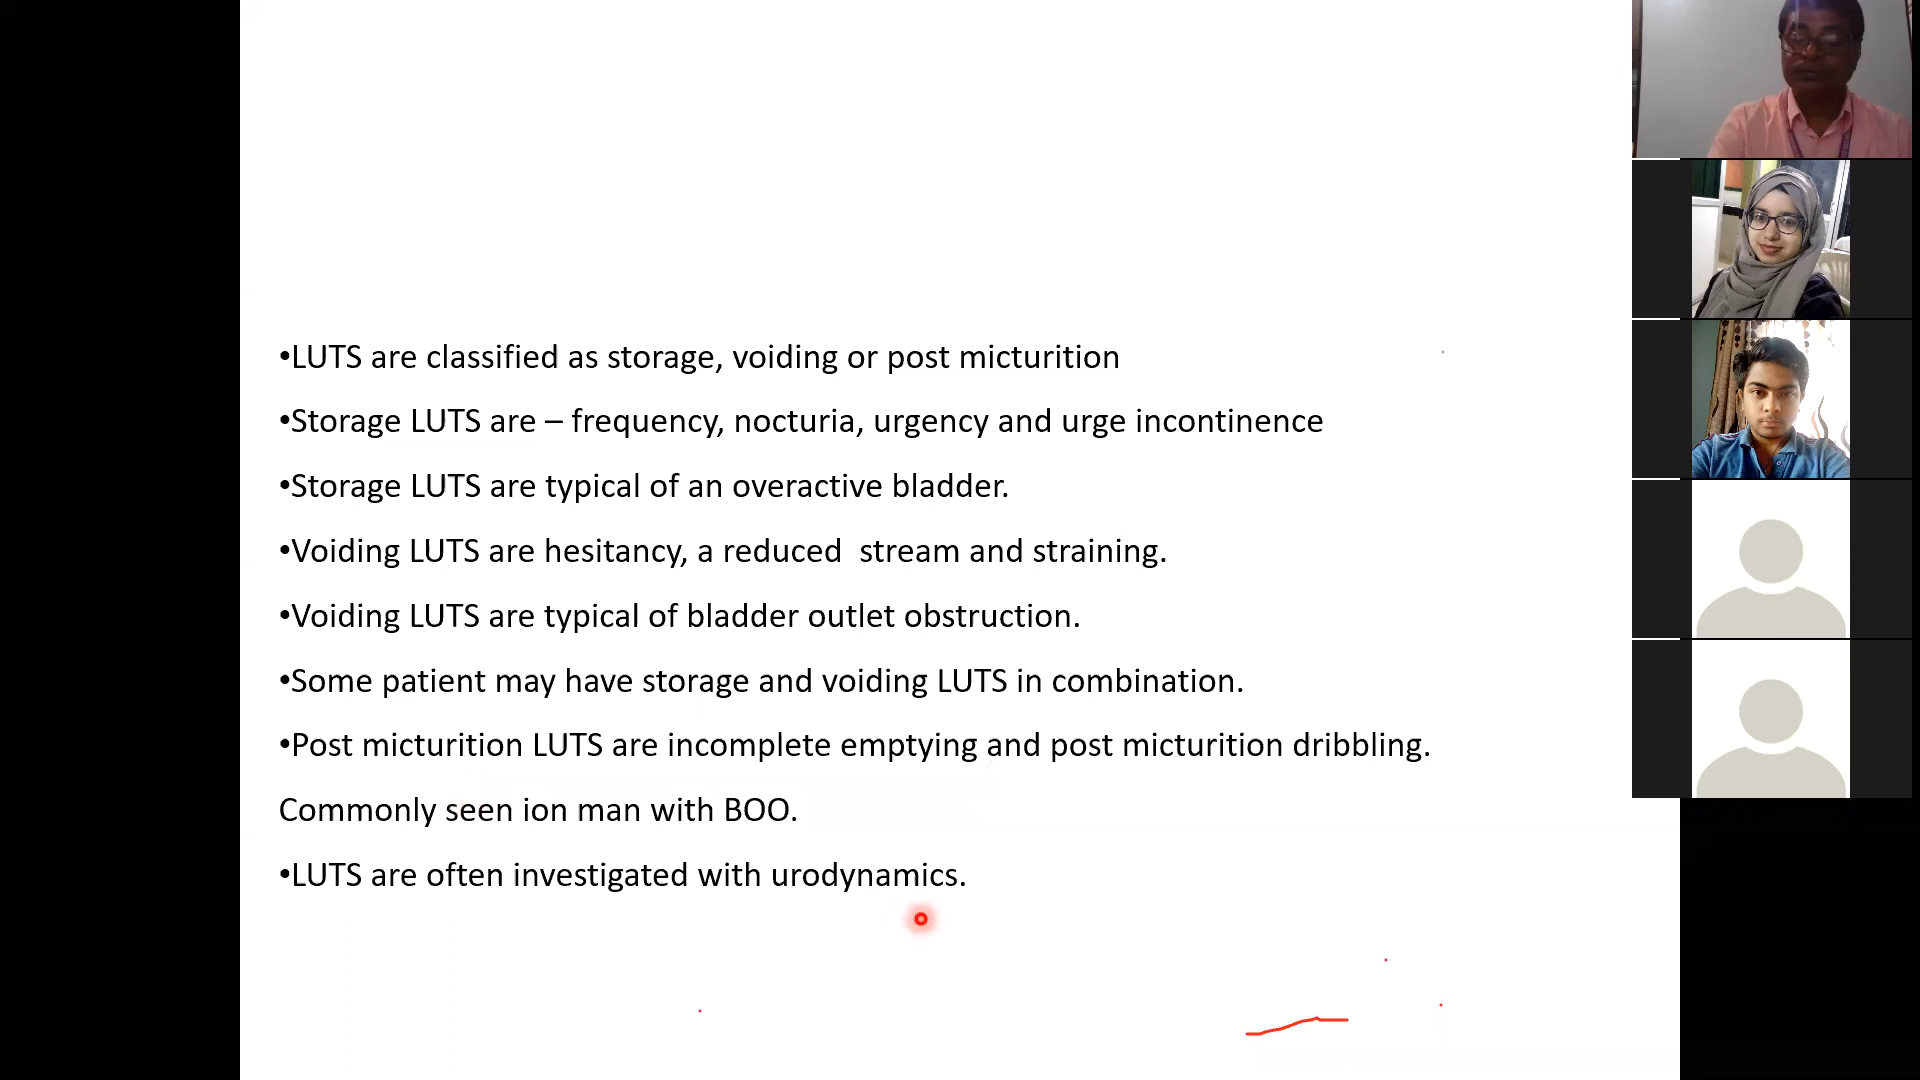 •LUTS are classified as storage, voiding or post micturition
•Storage LUTS are – frequency, nocturia, urgency and urge incontinence
•Storage LUTS are typical of an overactive bladder.
•Voiding LUTS are hesitancy, a reduced  stream and straining.
•Voiding LUTS are typical of bladder outlet obstruction.
•Some patient may have storage and voiding LUTS in combination.
•Post micturition LUTS are incomplete emptying and post micturition dribbling.
Commonly seen ion man with BOO.
•LUTS are often investigated with urodynamics.